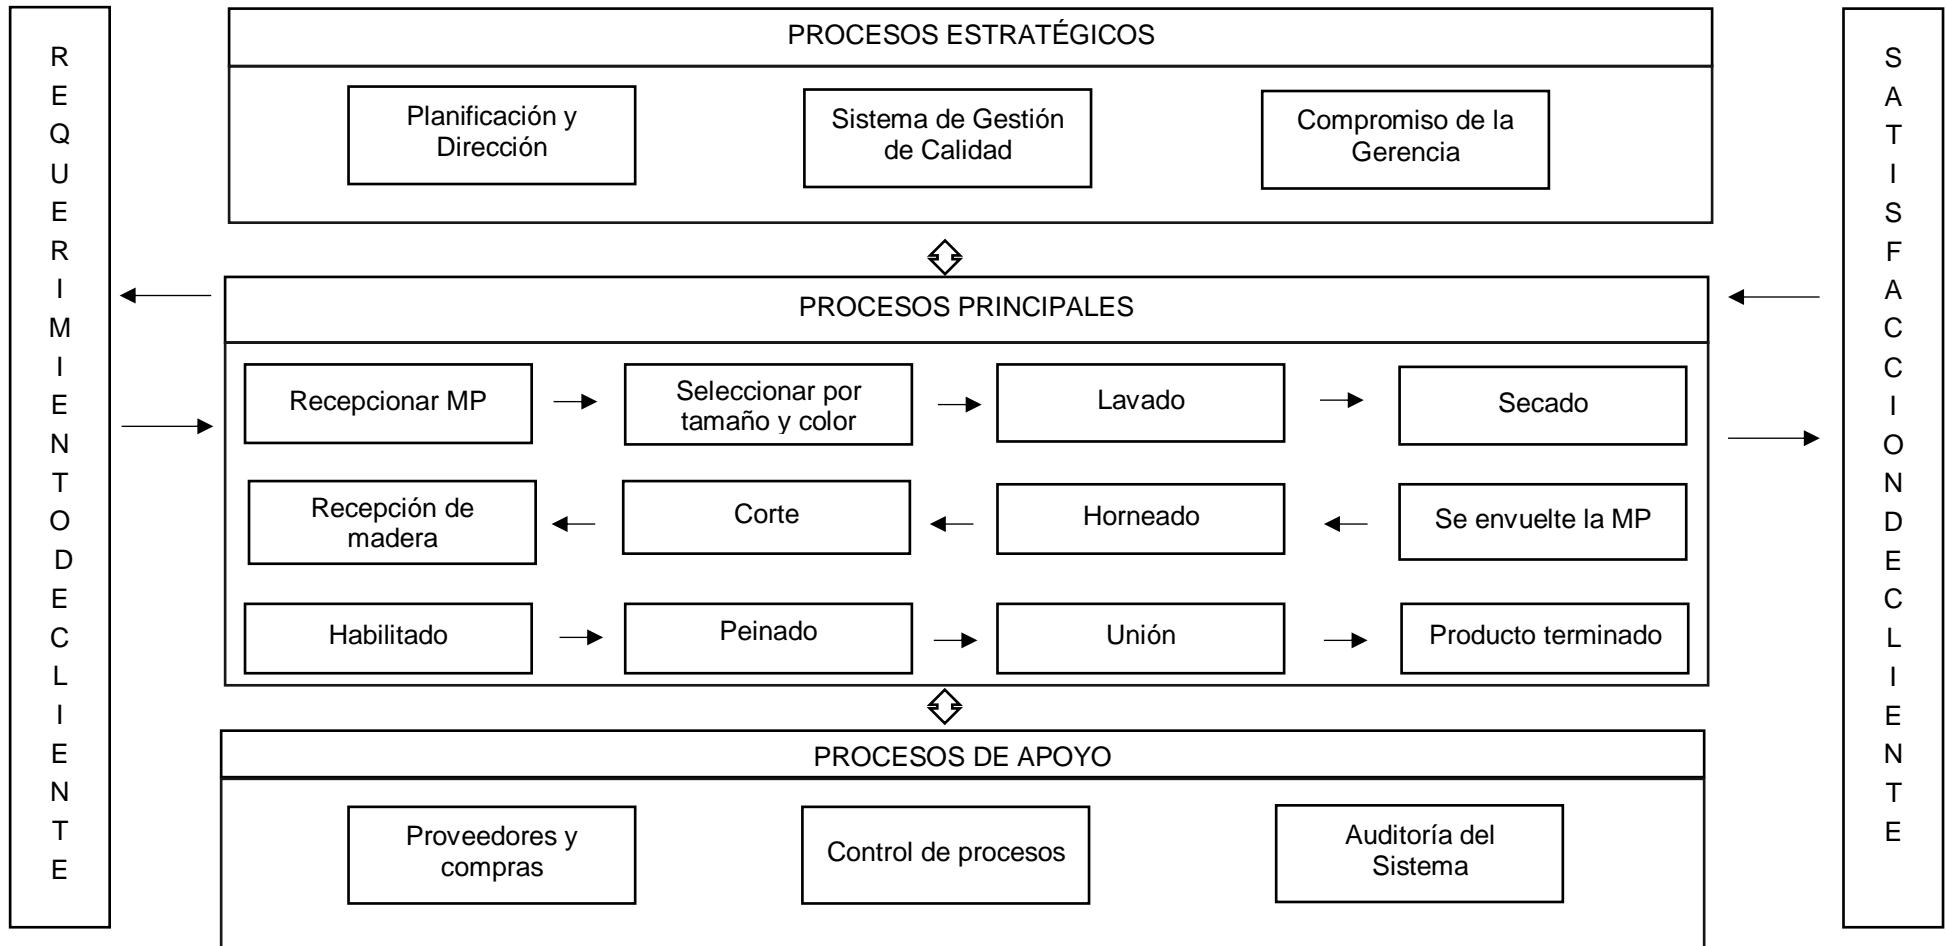 REQUERIMIENTO DE CLIENTE
PROCESOS ESTRATÉGICOS
Planificación y
Dirección
Sistema de Gestión
de Calidad
Compromiso de la
Gerencia
PROCESOS PRINCIPALES
Recepcionar MP
Seleccionar por
tamaño y color
Lavado
Secado
Recepción de
madera
Corte
Horneado
Se envuelte la MP
Habilitado
Peinado
Unión
Producto terminado
PROCESOS DE APOYO
Proveedores y
compras
Control de procesos
Auditoría del
Sistema
SATISFACCION DE CLIENTE